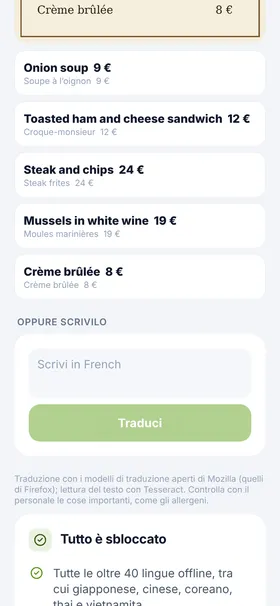 Crème brûlée 8 €
Onion soup 9 €
Soupe à l'oignon 9 €
Toasted ham and cheese sandwich 12 €
Croque-monsieur 12 €
Steak and chips 24 €
Steak frites 24 €
Mussels in white wine 19 €
Moules marinières 19 €
Crème brûlée 8 €
Crème brûlée 8 €
OPPURE SCRIVILO
Scrivi in French
Traduci
Traduzione con i modelli di traduzione aperti di Mozilla (quelli
di Firefox); lettura del testo con Tesseract. Controlla con il
personale le cose importanti, come gli allergeni.
Tutto è sbloccato
Tutte le oltre 40 lingue offline, tra
cui giapponese, cinese, coreano,
thai e vietnamita